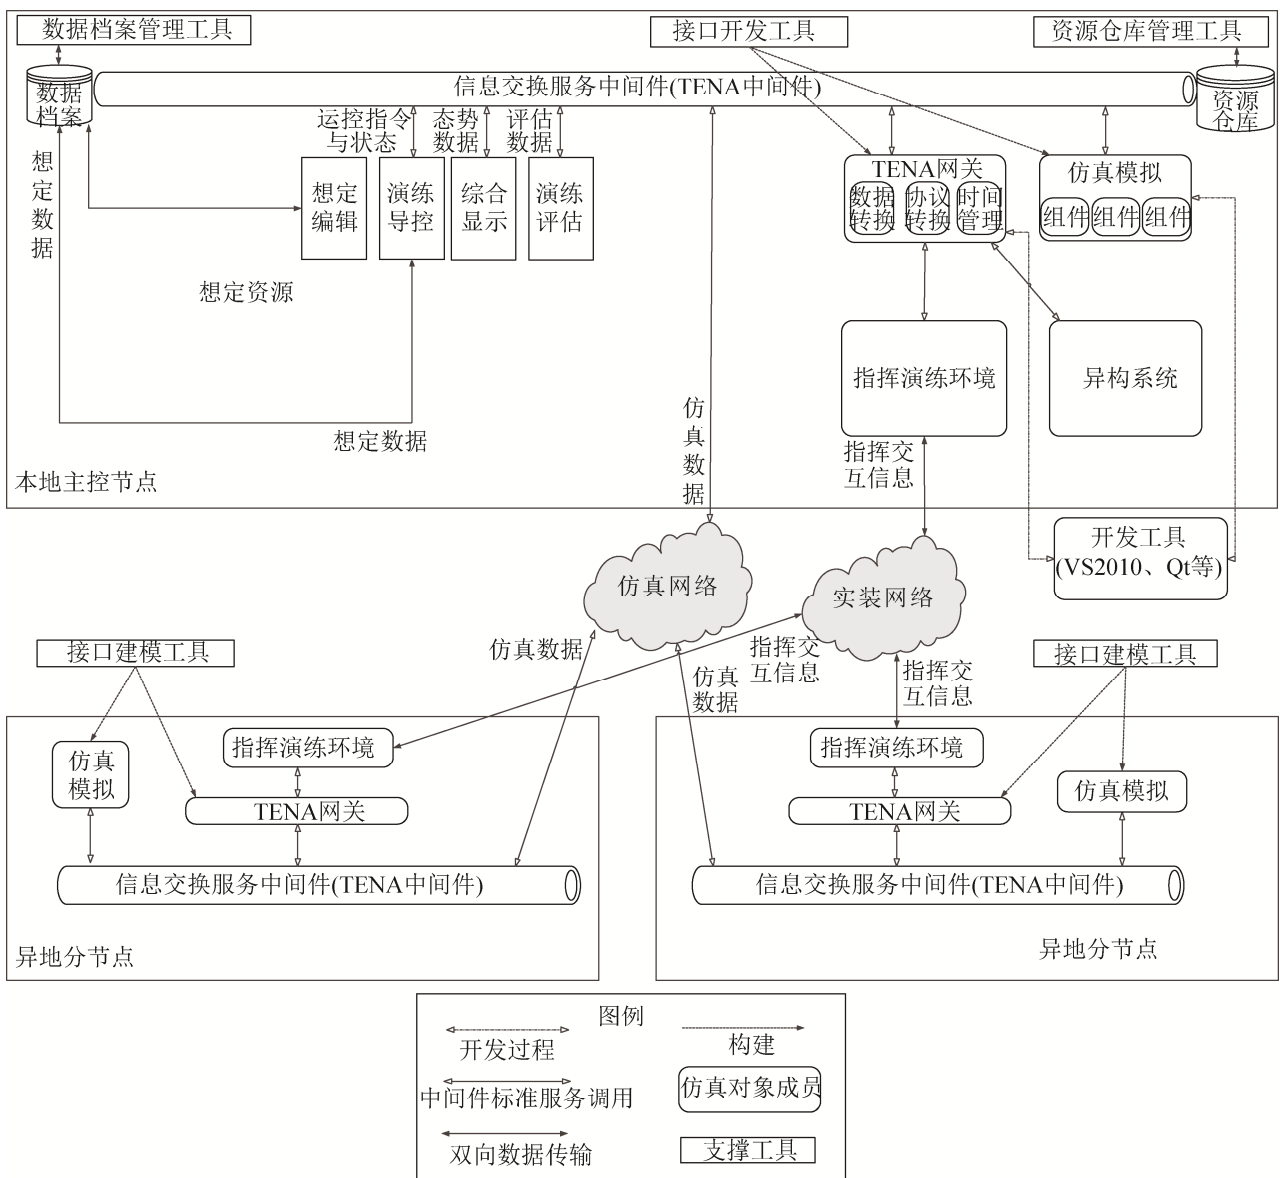 数据档案管理工具
接口开发工具
资源仓库管理工具
数据
档案
信息交换服务中间件(TENA中间件)
资源
仓库
运控指令
与状态
态势
数据
评估
数据
想定数据
想定
编辑
演练
导控
综合
显示
演练
评估
TENA网关
数据
转换
协议
转换
时间
管理
仿真模拟
组件
组件
组件
想定资源
指挥演练环境
异构系统
仿真数据
想定数据
指挥交
互信息
本地主控节点
开发工具
(VS2010、Qt等)
仿真网络
实装网络
接口建模工具
仿真数据
指挥交
互信息
仿真
数据
指挥交
互信息
接口建模工具
仿真
模拟
指挥演练环境
TENA网关
信息交换服务中间件(TENA中间件)
异地分节点
指挥演练环境
TENA网关
仿真模拟
信息交换服务中间件(TENA中间件)
异地分节点
图例
开发过程
构建
中间件标准服务调用
仿真对象成员
双向数据传输
支撑工具